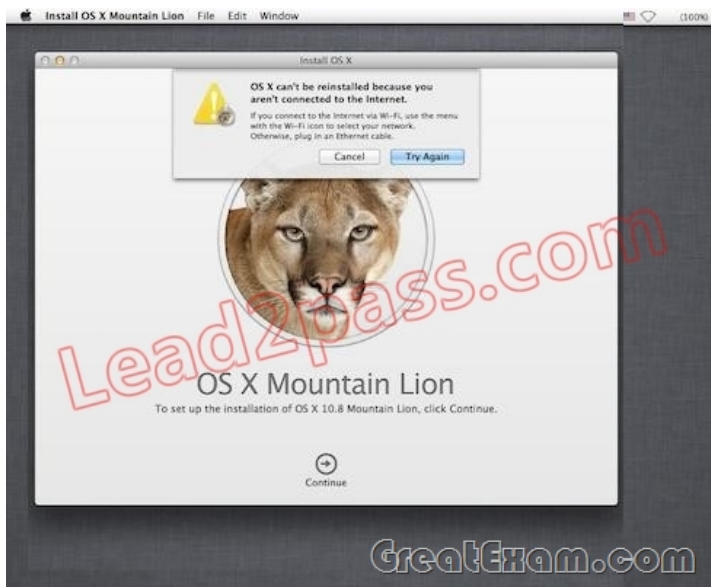 Install OS X Mountain Lion File Edit Window (100%)
Install OS X
OS X can't be reinstalled because you
aren't connected to the Internet.
If you connect to the Internet via Wi-Fi, use the menu
with the Wi-Fi icon to select your network.
Otherwise, plug in an Ethernet cable.
Cancel Try Again
Lead2pass.com
OS X Mountain Lion
To set up the installation of OS X 10.8 Mountain Lion, click Continue.
Continue
GreatExam.com